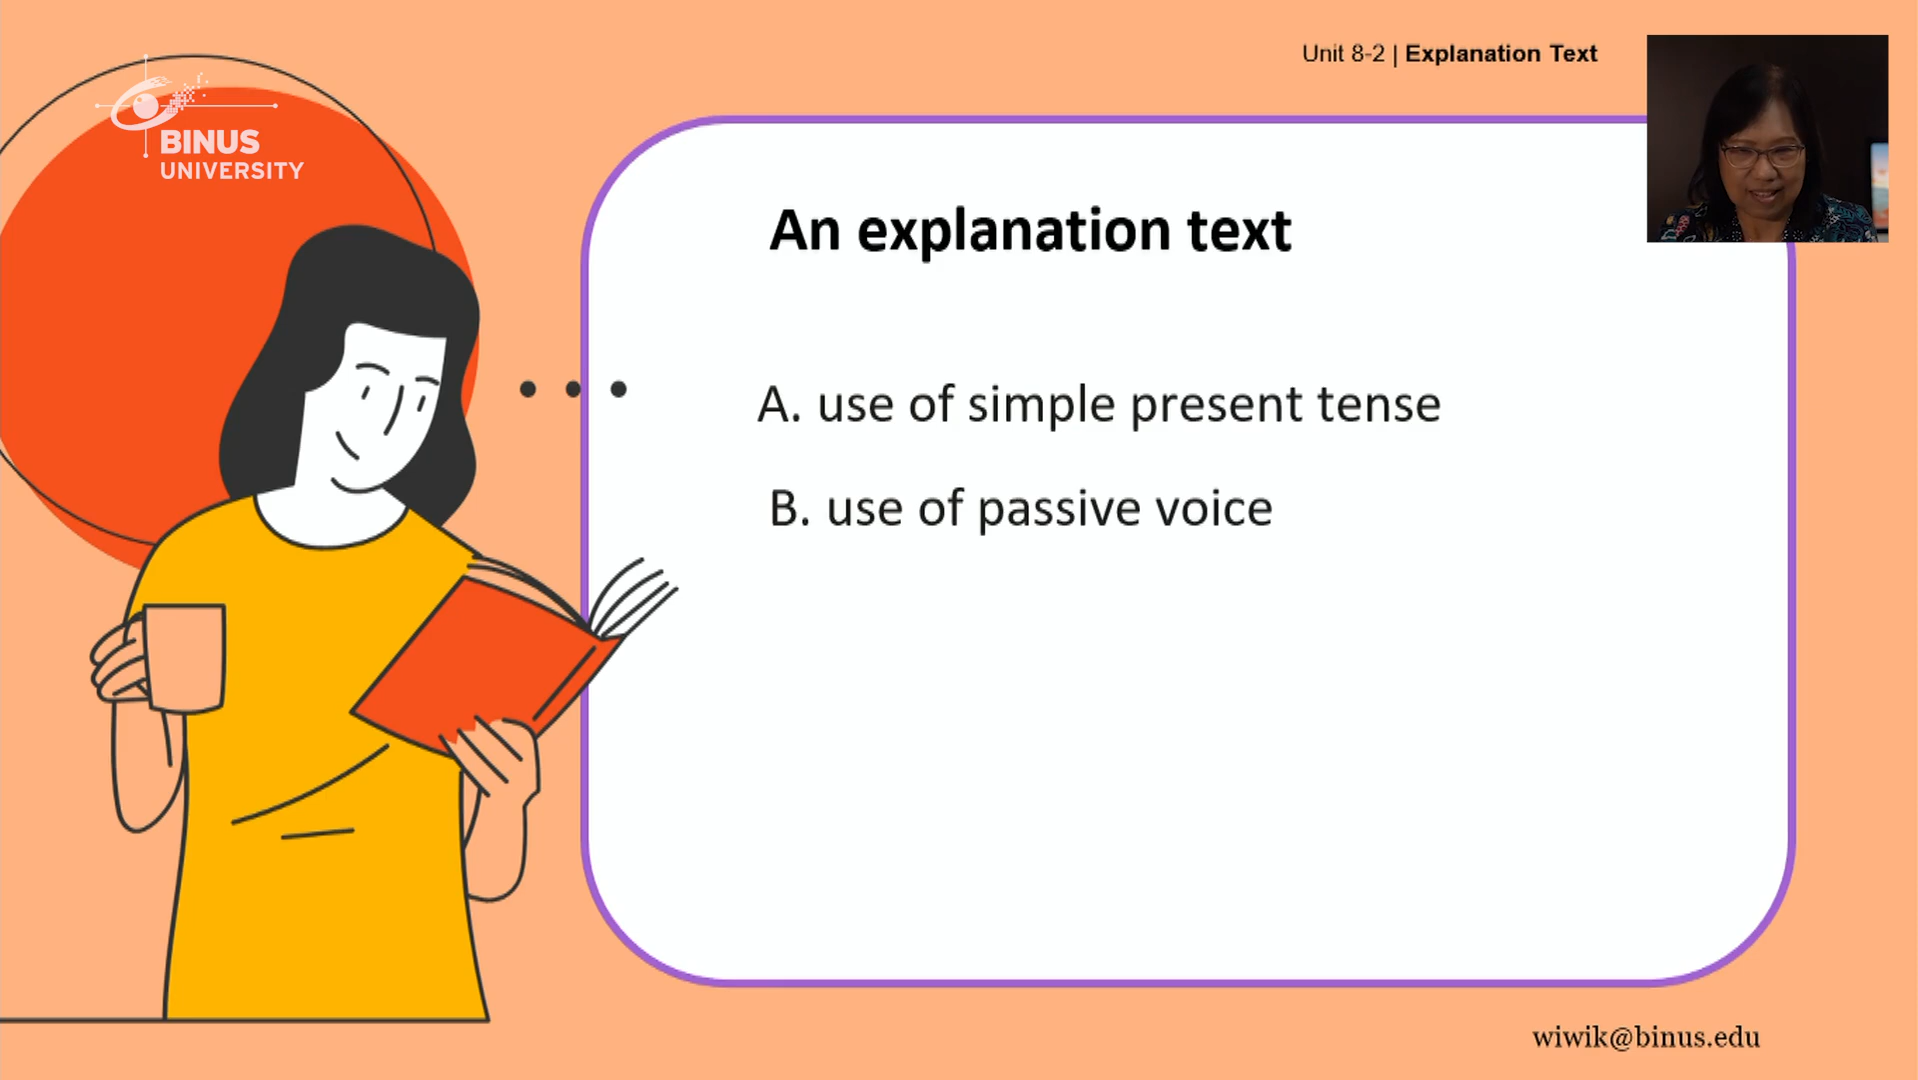 BINUS
UNIVERSITY
Unit 8-2 | Explanation Text
An explanation text
A. use of simple present tense
B. use of passive voice
wiwik@binus.edu